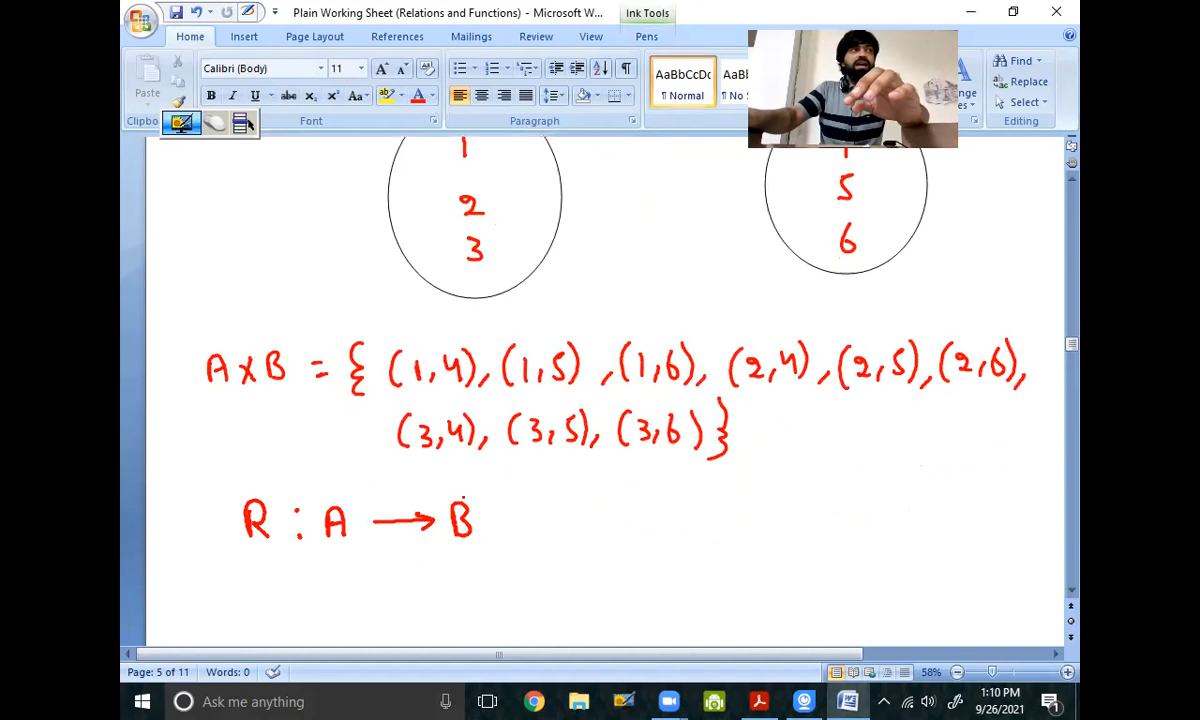 Plain Working Sheet (Relations and Functions) - Microsoft W...
Ink Tools
Home Insert Page Layout References Mailings Review View Pens
Paste
Calibri (Body) 11
AaBbCcDc
¶ Normal
¶ No S
Find
Replace
Select
Clipbo
Font
Paragraph
Editing
1
2
3
5
6
A x B = { (1,4), (1,5) , (1,6), (2,4) , (2,5), (2,6),
(3,4), (3,5), (3,6) }
R : A → B
Page: 5 of 11 Words: 0
58%
Ask me anything
1:10 PM
9/26/2021